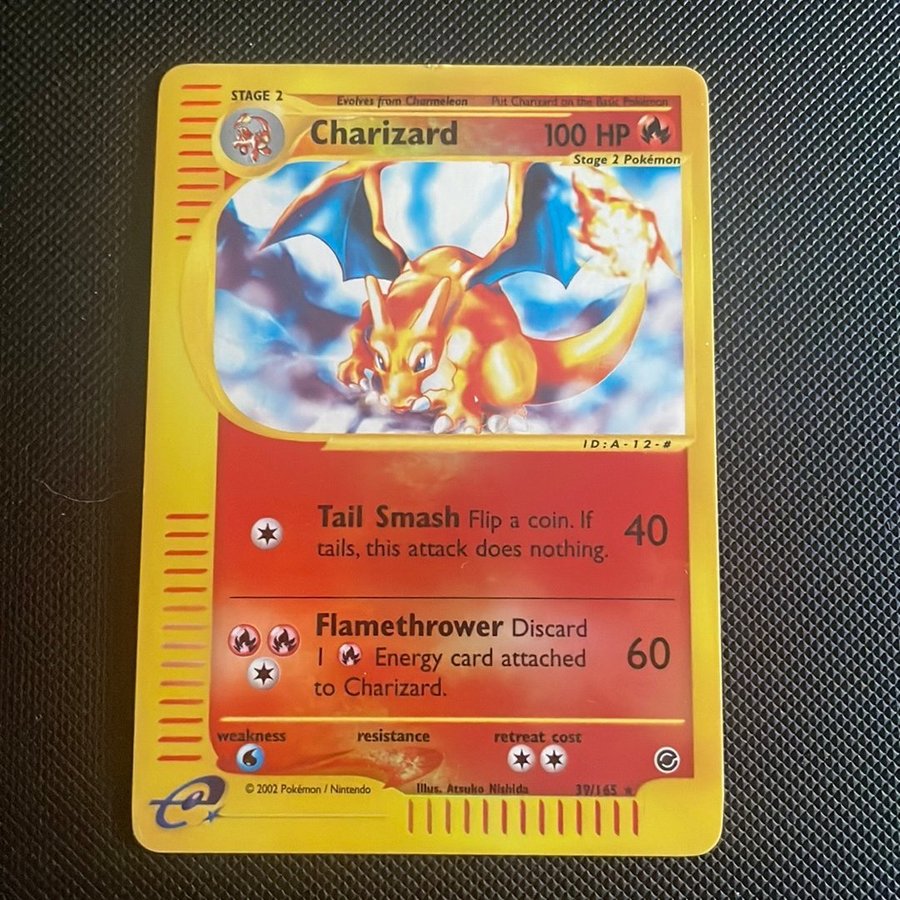 STAGE 2
Evolves from Charmeleon Put Charizard on the Basic Pokémon
Charizard 100 HP
Stage 2 Pokémon
ID:A-12-#
Tail Smash Flip a coin. If 40
tails, this attack does nothing.
Flamethrower Discard
1 Energy card attached 60
to Charizard.
weakness resistance retreat cost
© 2002 Pokémon / Nintendo Illus. Atsuko Nishida 39/165 ★
e